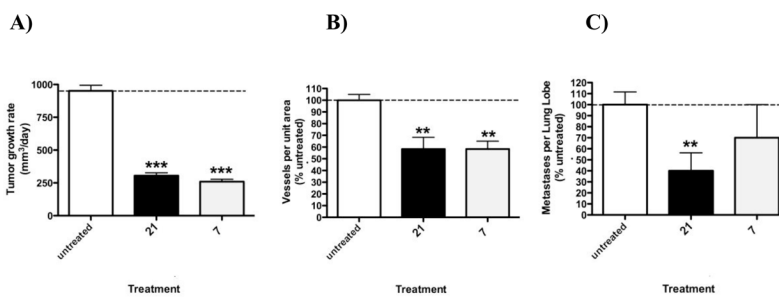 A)
B)
C)
Tumor growth rate
(mm³/day)
1000
750
500
250
0
***
***
untreated
21
7
Treatment
Vessels per unit area
(% untreated)
110
100
90
80
70
60
50
40
30
20
10
0
**
**
untreated
21
7
Treatment
Metastases per Lung Lobe
(% untreated)
120
110
100
90
80
70
60
50
40
30
20
10
0
**
untreated
21
7
Treatment